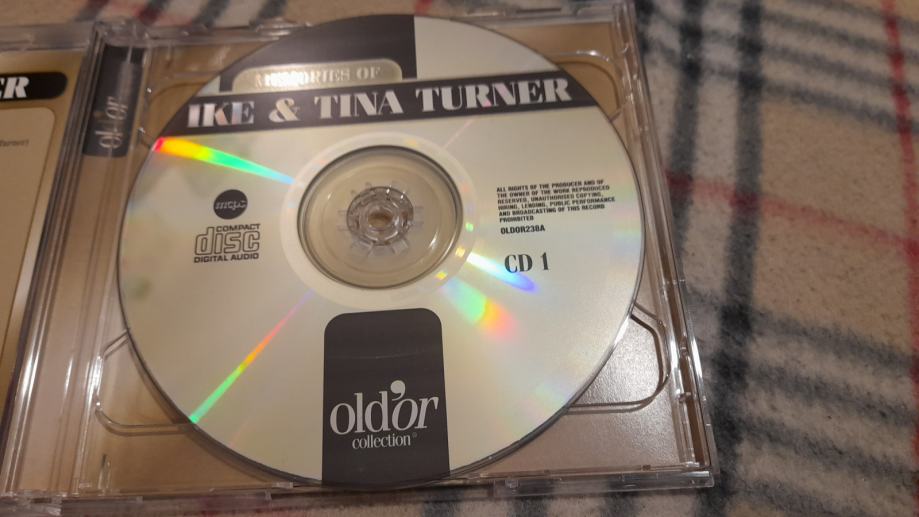 ER
Turner)
old'or
MEMORIES OF
IKE & TINA TURNER
mcps
COMPACT
disc
DIGITAL AUDIO
ALL RIGHTS OF THE PRODUCER AND OF
THE OWNER OF THE WORK REPRODUCED
RESERVED, UNAUTHORISED COPYING,
HIRING, LENDING, PUBLIC PERFORMANCE
AND BROADCASTING OF THIS RECORD
PROHIBITED
OLDOR238A
CD 1
old'or
collection®